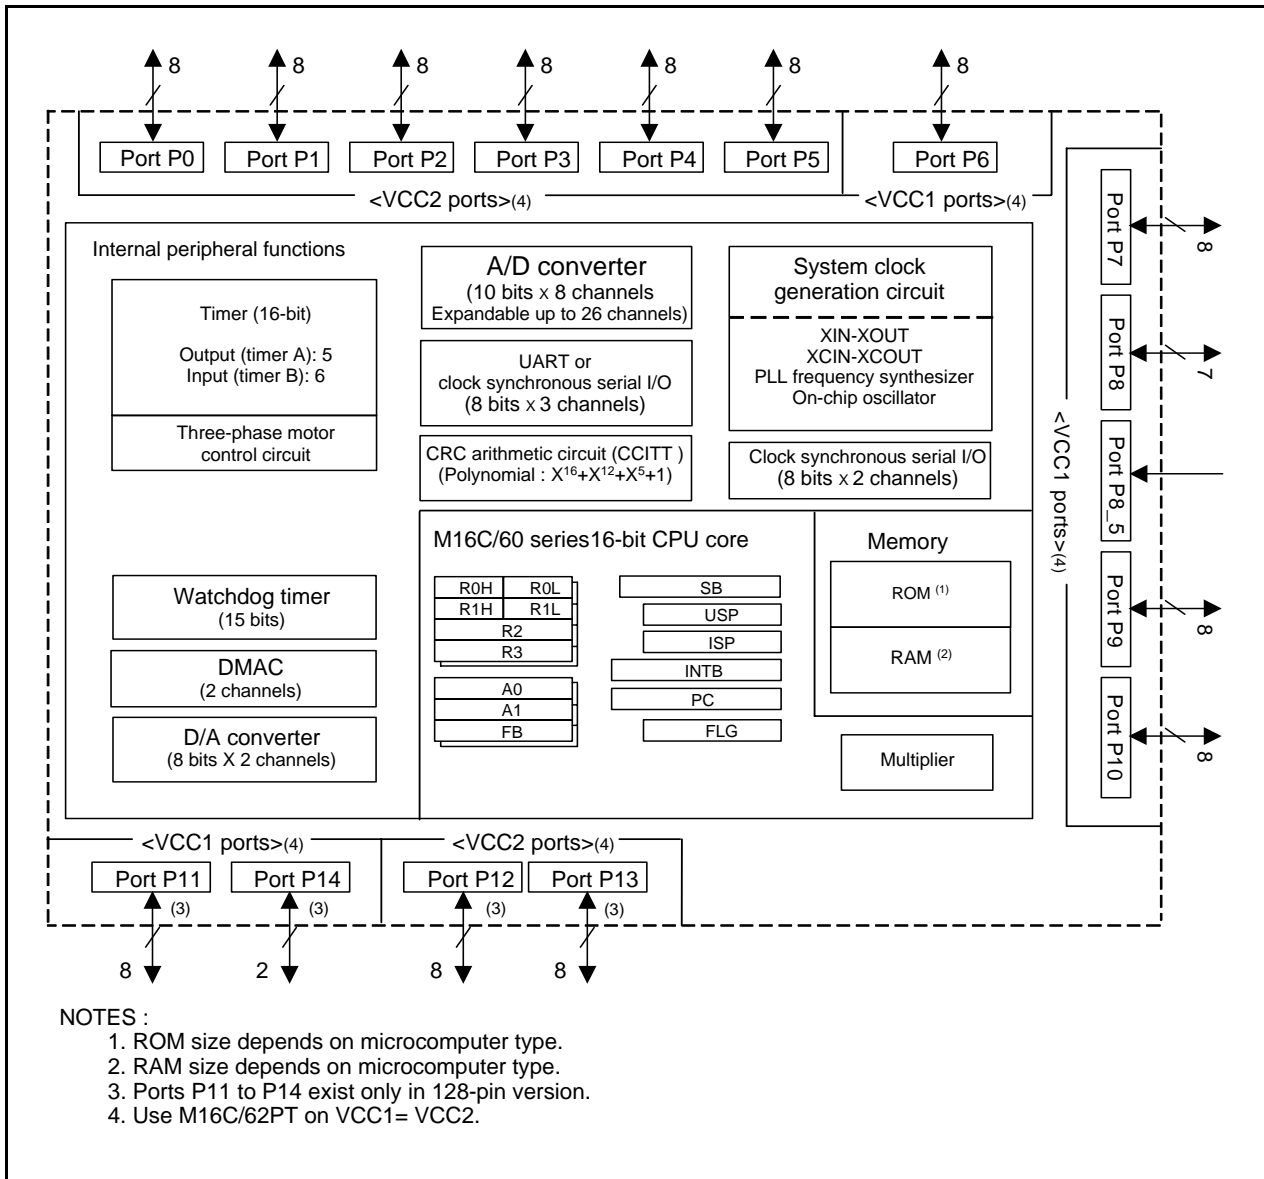 8 8 8 8 8 8 8
Port P0 Port P1 Port P2 Port P3 Port P4 Port P5 Port P6
<VCC2 ports>(4) <VCC1 ports>(4)
Internal peripheral functions
Timer (16-bit)
Output (timer A): 5
Input (timer B): 6
Three-phase motor
control circuit
Watchdog timer
(15 bits)
DMAC
(2 channels)
D/A converter
(8 bits X 2 channels)
A/D converter
(10 bits x 8 channels
Expandable up to 26 channels)
UART or
clock synchronous serial I/O
(8 bits x 3 channels)
CRC arithmetic circuit (CCITT )
(Polynomial : X16+X12+X5+1)
System clock
generation circuit
XIN-XOUT
XCIN-XCOUT
PLL frequency synthesizer
On-chip oscillator
Clock synchronous serial I/O
(8 bits x 2 channels)
M16C/60 series16-bit CPU core
R0H R0L
R1H R1L
R2
R3
A0
A1
FB
SB
USP
ISP
INTB
PC
FLG
Memory
ROM (1)
RAM (2)
Multiplier
<VCC1 ports>(4)
Port P7
8
Port P8
7
Port P8_5
Port P9
8
Port P10
8
<VCC1 ports>(4) <VCC2 ports>(4)
Port P11 Port P14 Port P12 Port P13
(3) (3) (3) (3)
8 2 8 8
NOTES :
1. ROM size depends on microcomputer type.
2. RAM size depends on microcomputer type.
3. Ports P11 to P14 exist only in 128-pin version.
4. Use M16C/62PT on VCC1= VCC2.